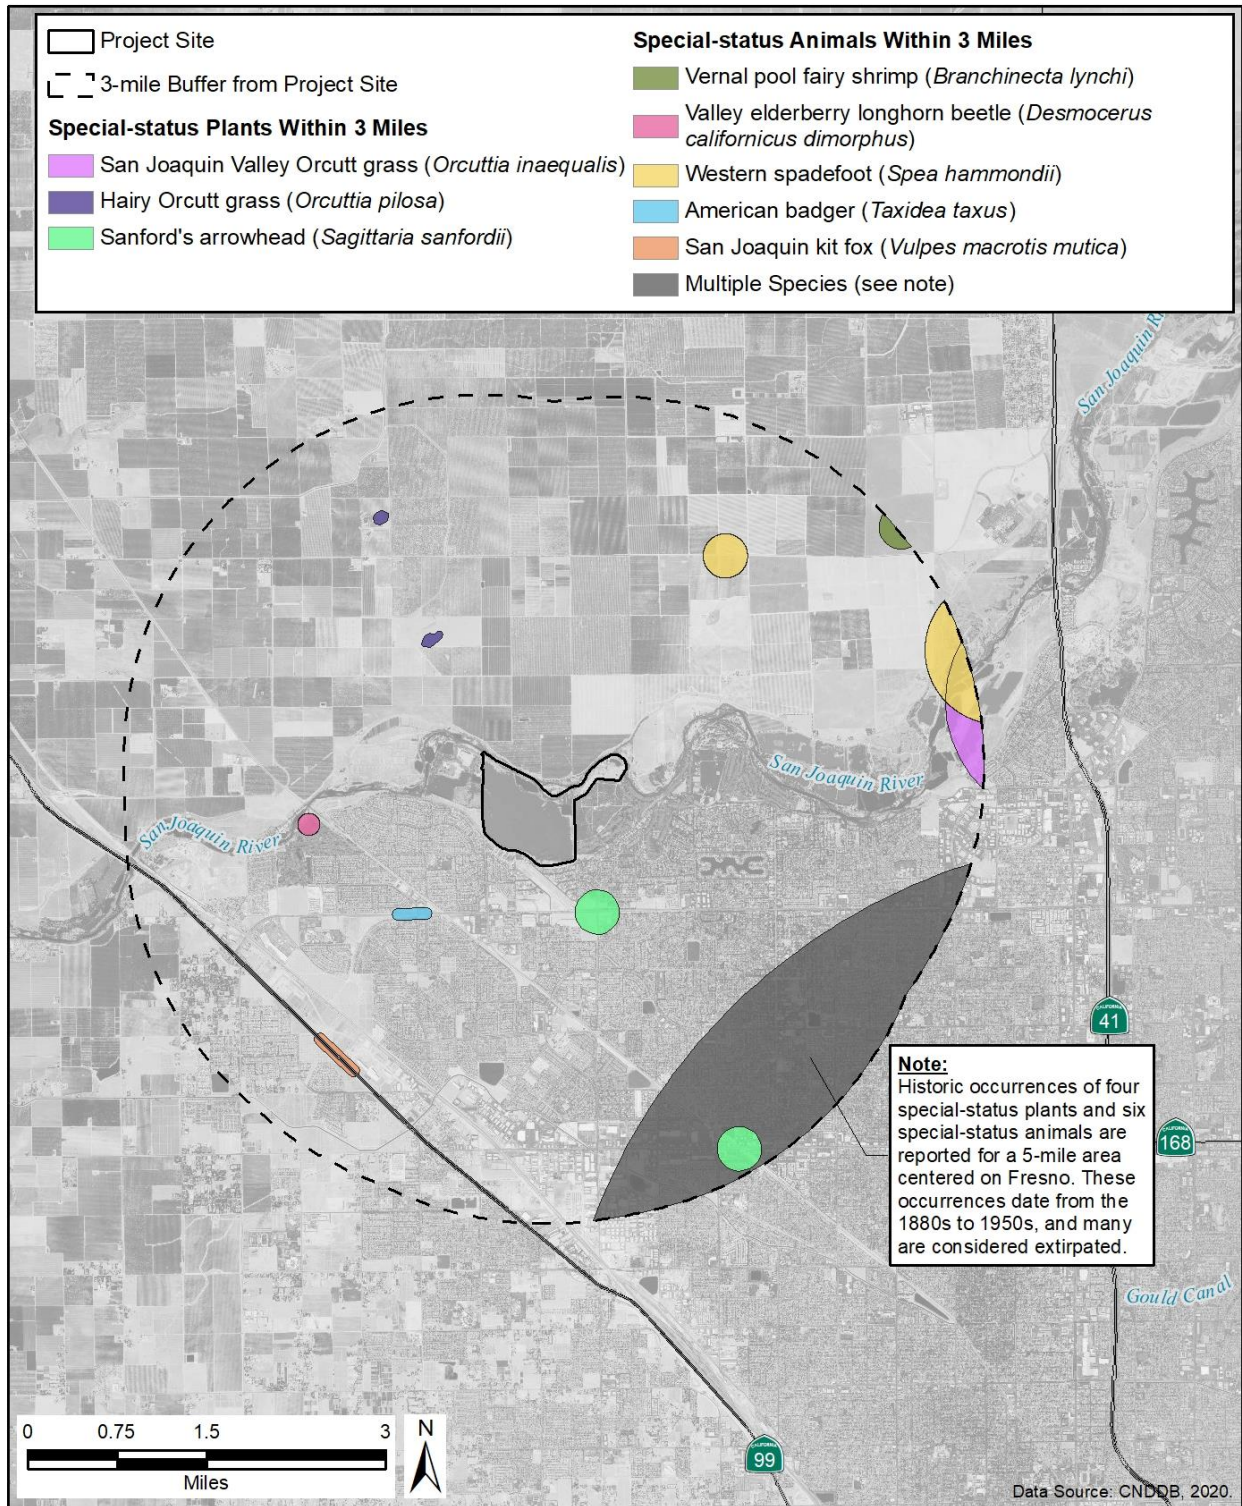 Project Site
3-mile Buffer from Project Site
Special-status Plants Within 3 Miles
San Joaquin Valley Orcutt grass (Orcuttia inaequalis)
Hairy Orcutt grass (Orcuttia pilosa)
Sanford's arrowhead (Sagittaria sanfordii)
Special-status Animals Within 3 Miles
Vernal pool fairy shrimp (Branchinecta lynchi)
Valley elderberry longhorn beetle (Desmocerus
californicus dimorphus)
Western spadefoot (Spea hammondii)
American badger (Taxidea taxus)
San Joaquin kit fox (Vulpes macrotis mutica)
Multiple Species (see note)
San Joaquin Ri
San Joaquin River
San Joaquin River
CALIFORNIA
41
Note:
Historic occurrences of four
special-status plants and six
special-status animals are
reported for a 5-mile area
centered on Fresno. These
occurrences date from the
1880s to 1950s, and many
are considered extirpated.
CALIFORNIA
168
Gould Canal
0 0.75 1.5 3
Miles
N
CALIFORNIA
99
Data Source: CNDDB, 2020.